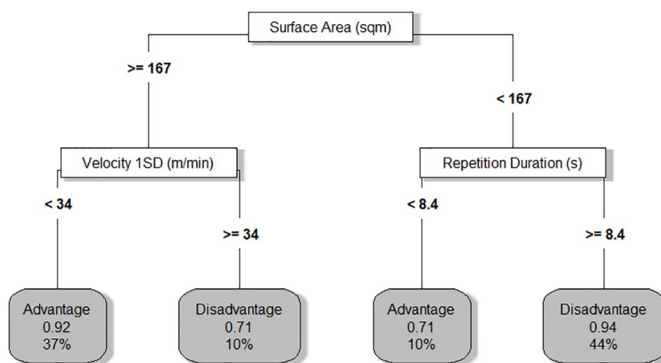 Surface Area (sqm)
>= 167
< 167
Velocity 1SD (m/min)
Repetition Duration (s)
< 34
>= 34
< 8.4
>= 8.4
Advantage
0.92
37%
Disadvantage
0.71
10%
Advantage
0.71
10%
Disadvantage
0.94
44%